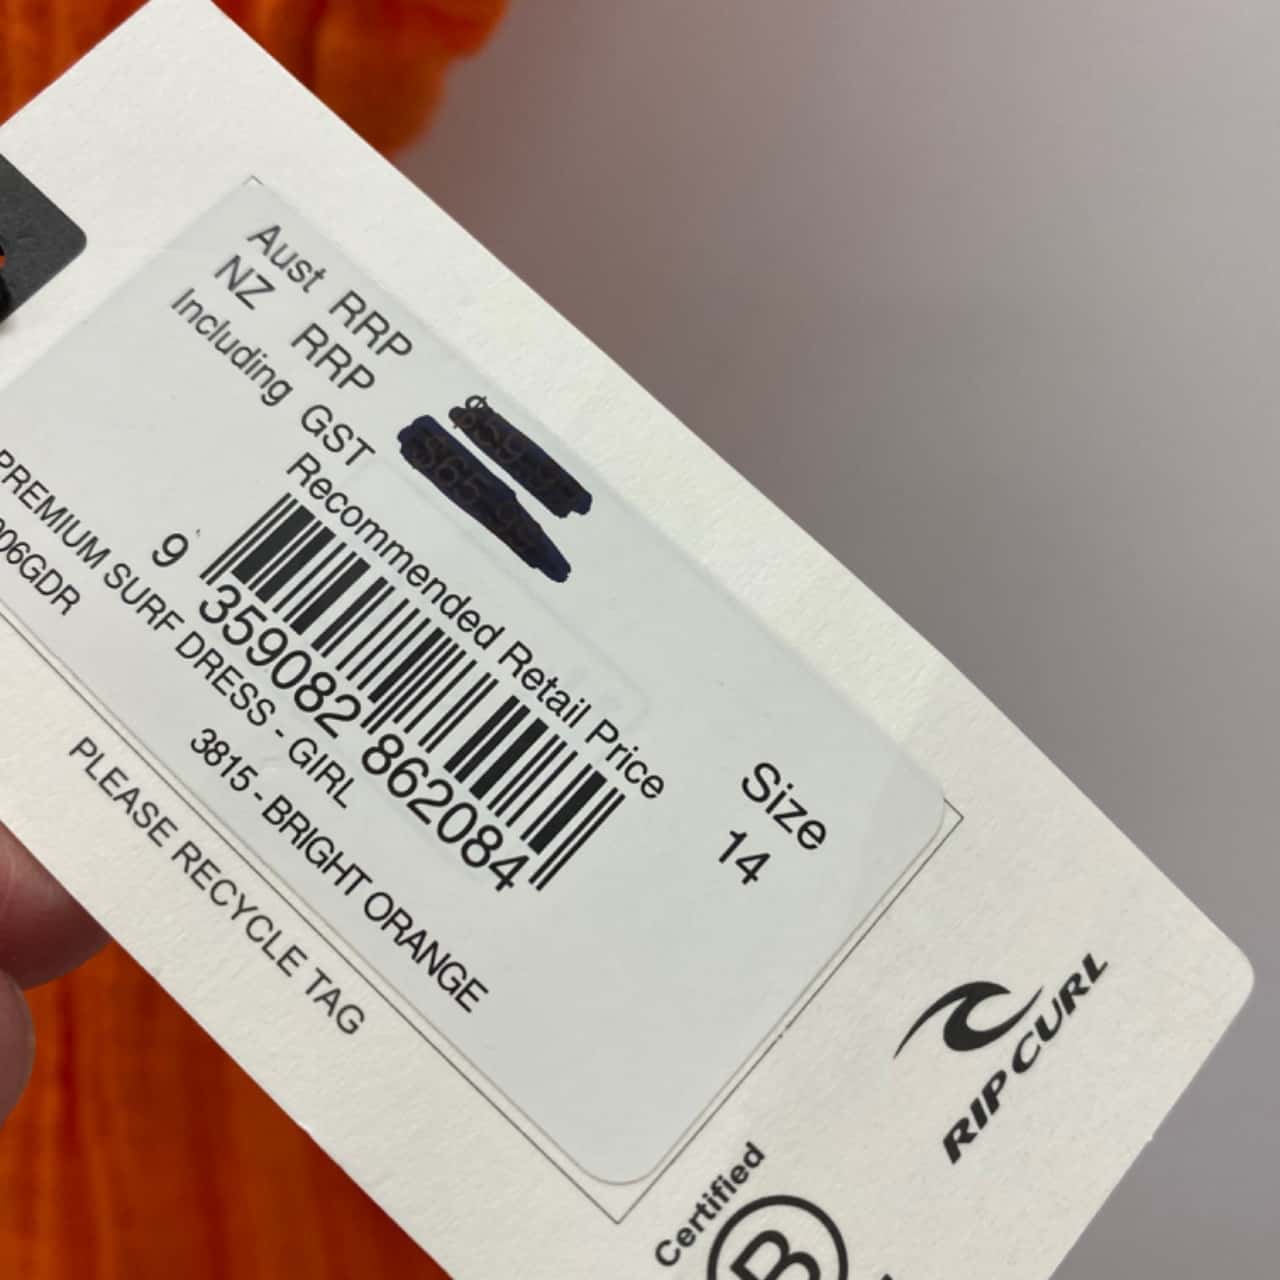 Aust RRP
NZ RRP
Including GST
Recommended Retail Price
9 359082 862084
PREMIUM SURF DRESS - GIRL
06GDR
3815 - BRIGHT ORANGE
Size
14
PLEASE RECYCLE TAG
RIP CURL
Certified
B